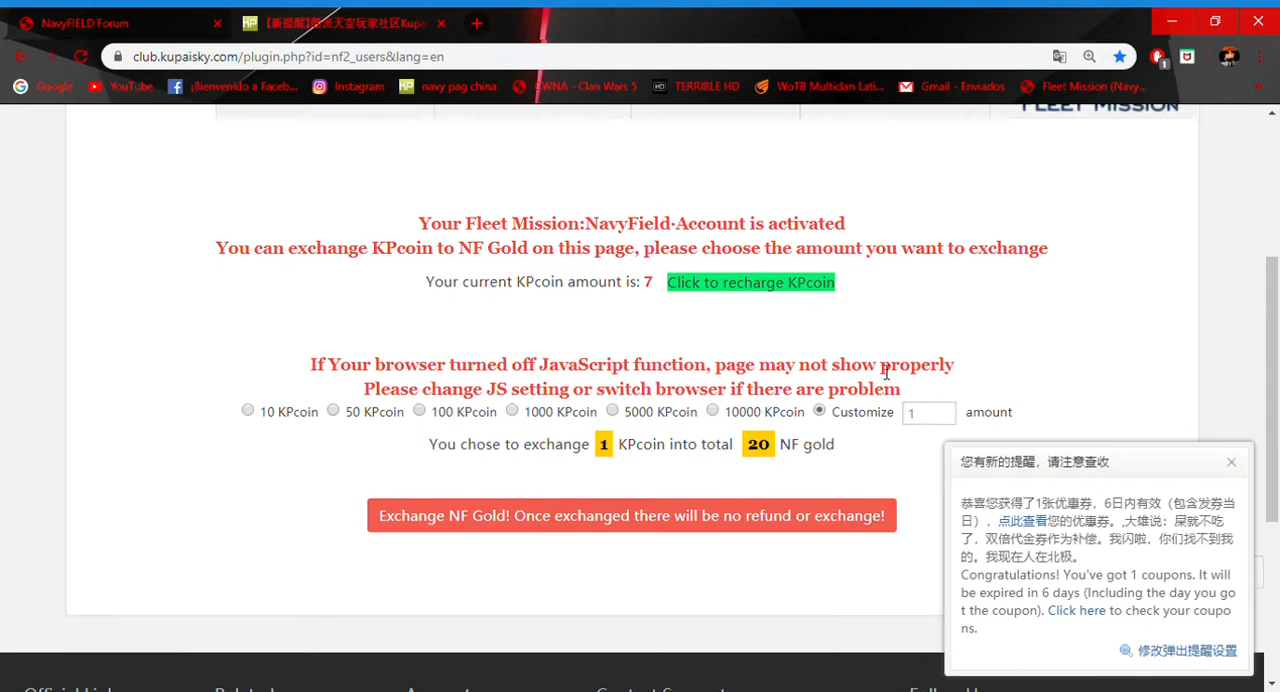 NavyFIELD Forum
club.kupaisky.com/plugin.php?id=nf2_users&lang=en
Google
YouTube
¡Bienvenido a Faceb...
Instagram
navy pag china
CWNA - Clan Wars 5
TERRIBLE HD
WoTB Multiclan Lati...
Gmail - Enviados
Fleet Mission (Navy...
FLEET MISSION
Your Fleet Mission:NavyField·Account is activated
You can exchange KPcoin to NF Gold on this page, please choose the amount you want to exchange
Your current KPcoin amount is: 7 Click to recharge KPcoin
If Your browser turned off JavaScript function, page may not show properly
Please change JS setting or switch browser if there are problem
10 KPcoin 50 KPcoin 100 KPcoin 1000 KPcoin 5000 KPcoin 10000 KPcoin Customize 1 amount
You chose to exchange 1 KPcoin into total 20 NF gold
Exchange NF Gold! Once exchanged there will be no refund or exchange!
您有新的提醒，请注意查收
恭喜您获得了1张优惠券，6日内有效（包含发券当
日），点此查看您的优惠券。,大雄说：屎就不吃
了，双倍代金券作为补偿。我闪啦，你们找不到我
的。我现在人在北极。
Congratulations! You've got 1 coupons. It will
be expired in 6 days (Including the day you go
t the coupon). Click here to check your coupo
ns.
修改弹出提醒设置